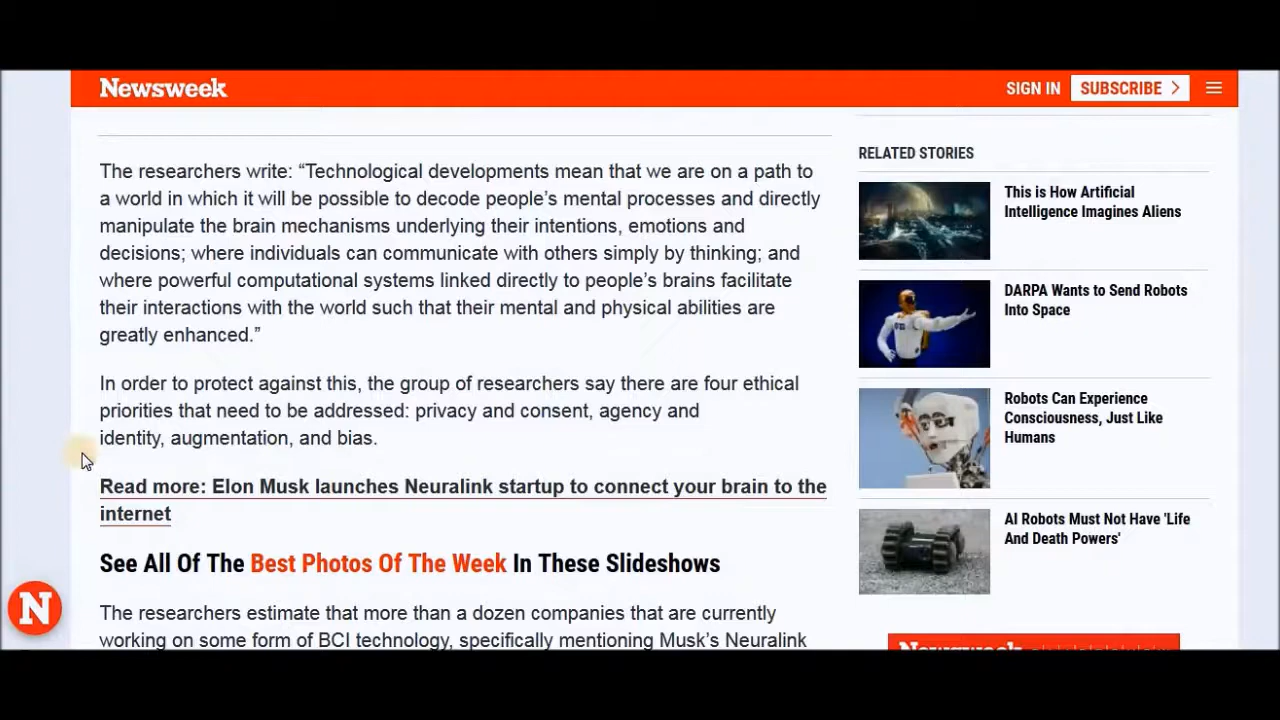 Newsweek
SIGN IN
SUBSCRIBE
The researchers write: “Technological developments mean that we are on a path to
a world in which it will be possible to decode people’s mental processes and directly
manipulate the brain mechanisms underlying their intentions, emotions and
decisions; where individuals can communicate with others simply by thinking; and
where powerful computational systems linked directly to people’s brains facilitate
their interactions with the world such that their mental and physical abilities are
greatly enhanced.”
In order to protect against this, the group of researchers say there are four ethical
priorities that need to be addressed: privacy and consent, agency and
identity, augmentation, and bias.
Read more: Elon Musk launches Neuralink startup to connect your brain to the
internet
See All Of The Best Photos Of The Week In These Slideshows
The researchers estimate that more than a dozen companies that are currently
working on some form of BCI technology, specifically mentioning Musk’s Neuralink
N
RELATED STORIES
This is How Artificial
Intelligence Imagines Aliens
DARPA Wants to Send Robots
Into Space
Robots Can Experience
Consciousness, Just Like
Humans
AI Robots Must Not Have 'Life
And Death Powers'
Newsweek